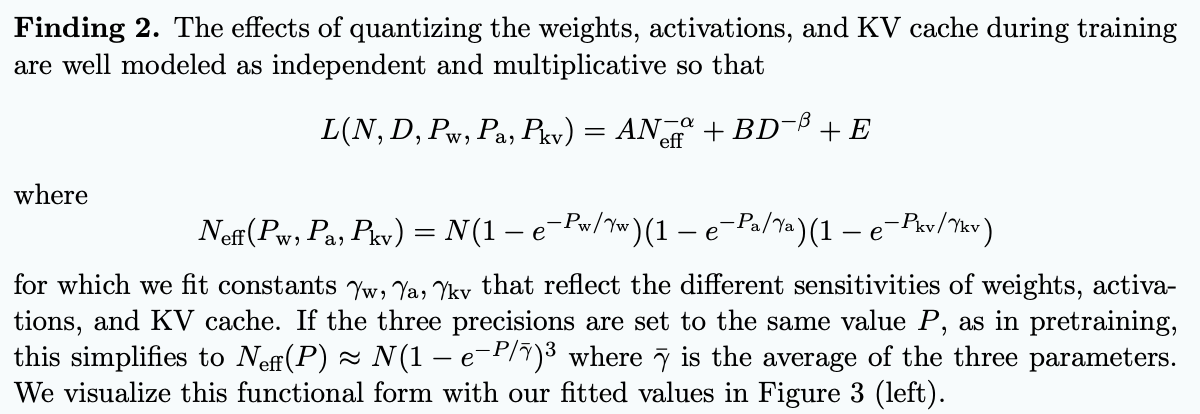 Finding 2. The effects of quantizing the weights, activations, and KV cache during training
are well modeled as independent and multiplicative so that
L(N, D, P_w, P_a, P_kv) = AN_eff^{−α} + BD^{−β} + E
where
N_eff(P_w, P_a, P_kv) = N(1 − e^{−P_w/γ_w})(1 − e^{−P_a/γ_a})(1 − e^{−P_kv/γ_kv})
for which we fit constants γ_w, γ_a, γ_kv that reflect the different sensitivities of weights, activa-
tions, and KV cache. If the three precisions are set to the same value P, as in pretraining,
this simplifies to N_eff(P) ≈ N(1 − e^{−P/γ̄})^3 where γ̄ is the average of the three parameters.
We visualize this functional form with our fitted values in Figure 3 (left).